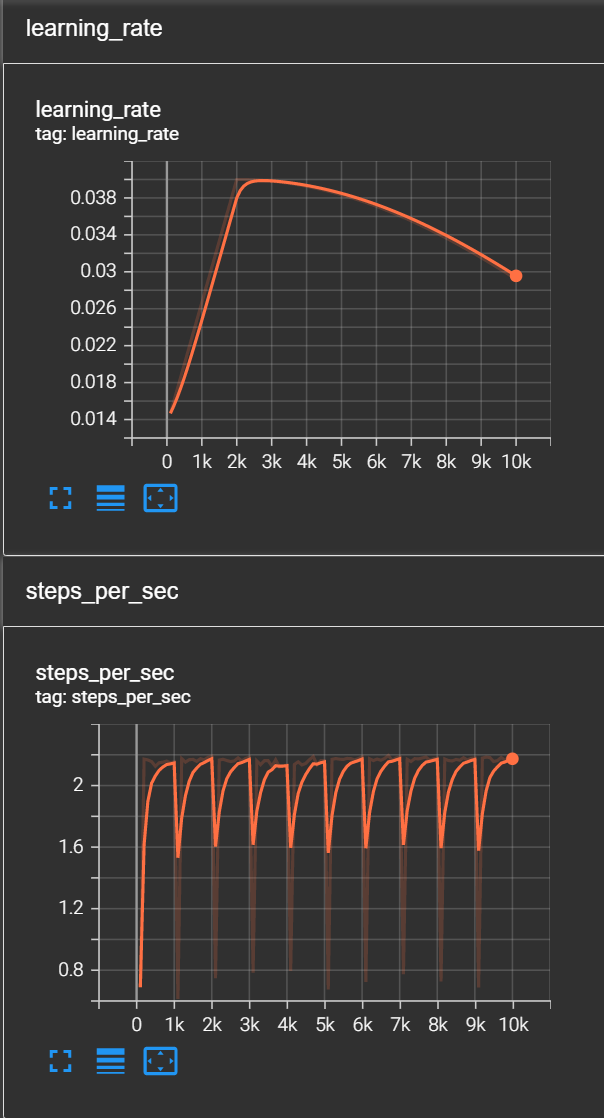 learning_rate
learning_rate
tag: learning_rate
0.038
0.034
0.03
0.026
0.022
0.018
0.014
0 1k 2k 3k 4k 5k 6k 7k 8k 9k 10k
steps_per_sec
steps_per_sec
tag: steps_per_sec
2
1.6
1.2
0.8
0 1k 2k 3k 4k 5k 6k 7k 8k 9k 10k